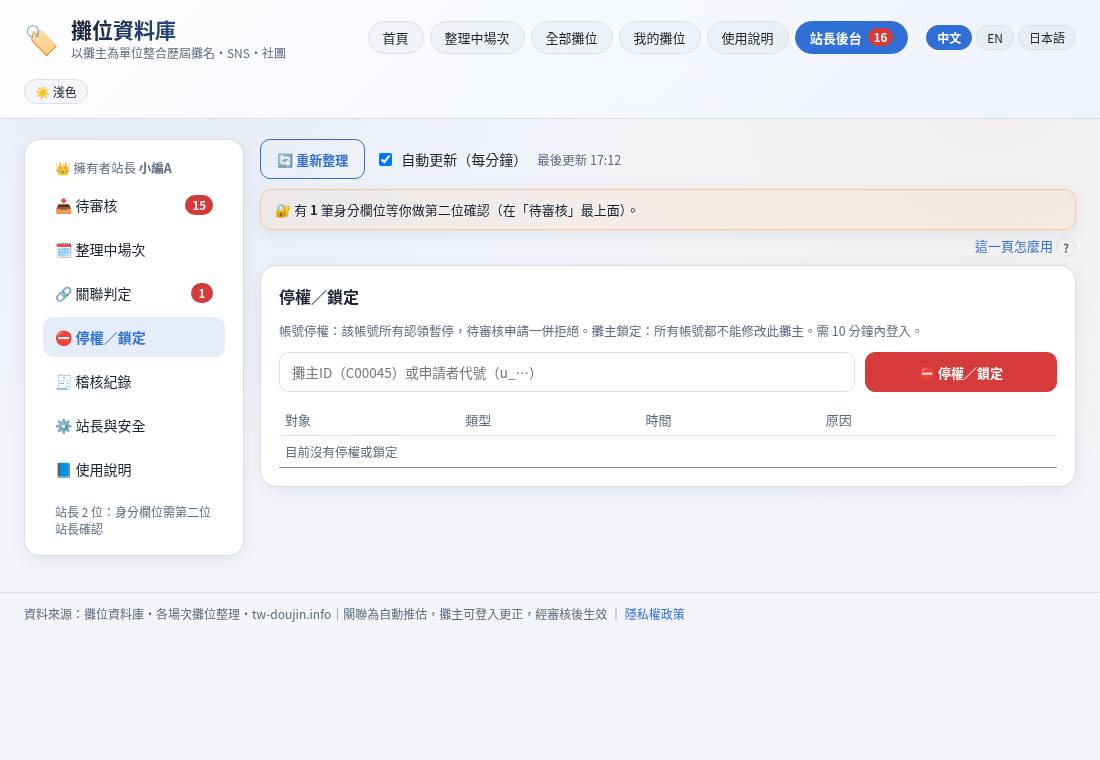 攤位資料庫
以攤主為單位整合歷屆攤名・SNS・社團
首頁
整理中場次
全部攤位
我的攤位
使用說明
站長後台 16
中文
EN
日本語
☀️ 淺色
👑 擁有者站長 小編A
📥 待審核 15
🗓️ 整理中場次
🔗 關聯判定 1
⛔ 停權／鎖定
🧾 稽核紀錄
⚙️ 站長與安全
📘 使用說明
站長 2 位：身分欄位需第二位
站長確認
🔄 重新整理
自動更新（每分鐘）
最後更新 17:12
🔐 有 1 筆身分欄位等你做第二位確認（在「待審核」最上面）。
這一頁怎麼用 ?
停權／鎖定
帳號停權：該帳號所有認領暫停，待審核申請一併拒絕。攤主鎖定：所有帳號都不能修改此攤主。需 10 分鐘內登入。
攤主ID（C00045）或申請者代號（u_…）
⛔ 停權／鎖定
對象 類型 時間 原因
目前沒有停權或鎖定
資料來源：攤位資料庫・各場次攤位整理・tw-doujin.info｜關聯為自動推估，攤主可登入更正，經審核後生效 ｜ 隱私權政策